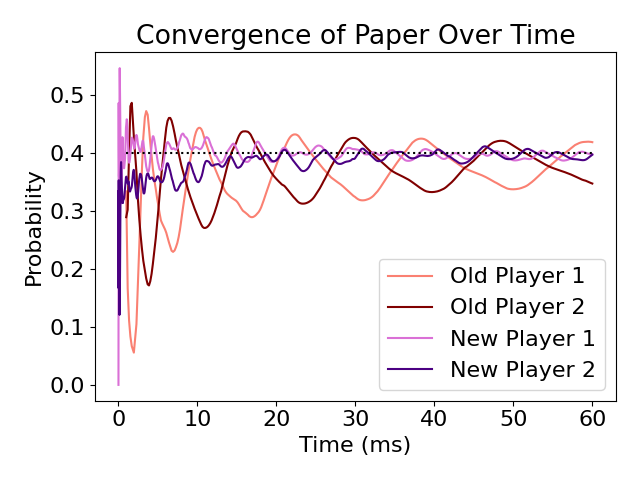 Convergence of Paper Over Time
Probability
0.5
0.4
0.3
0.2
0.1
0.0
0 10 20 30 40 50 60
Time (ms)
Old Player 1
Old Player 2
New Player 1
New Player 2